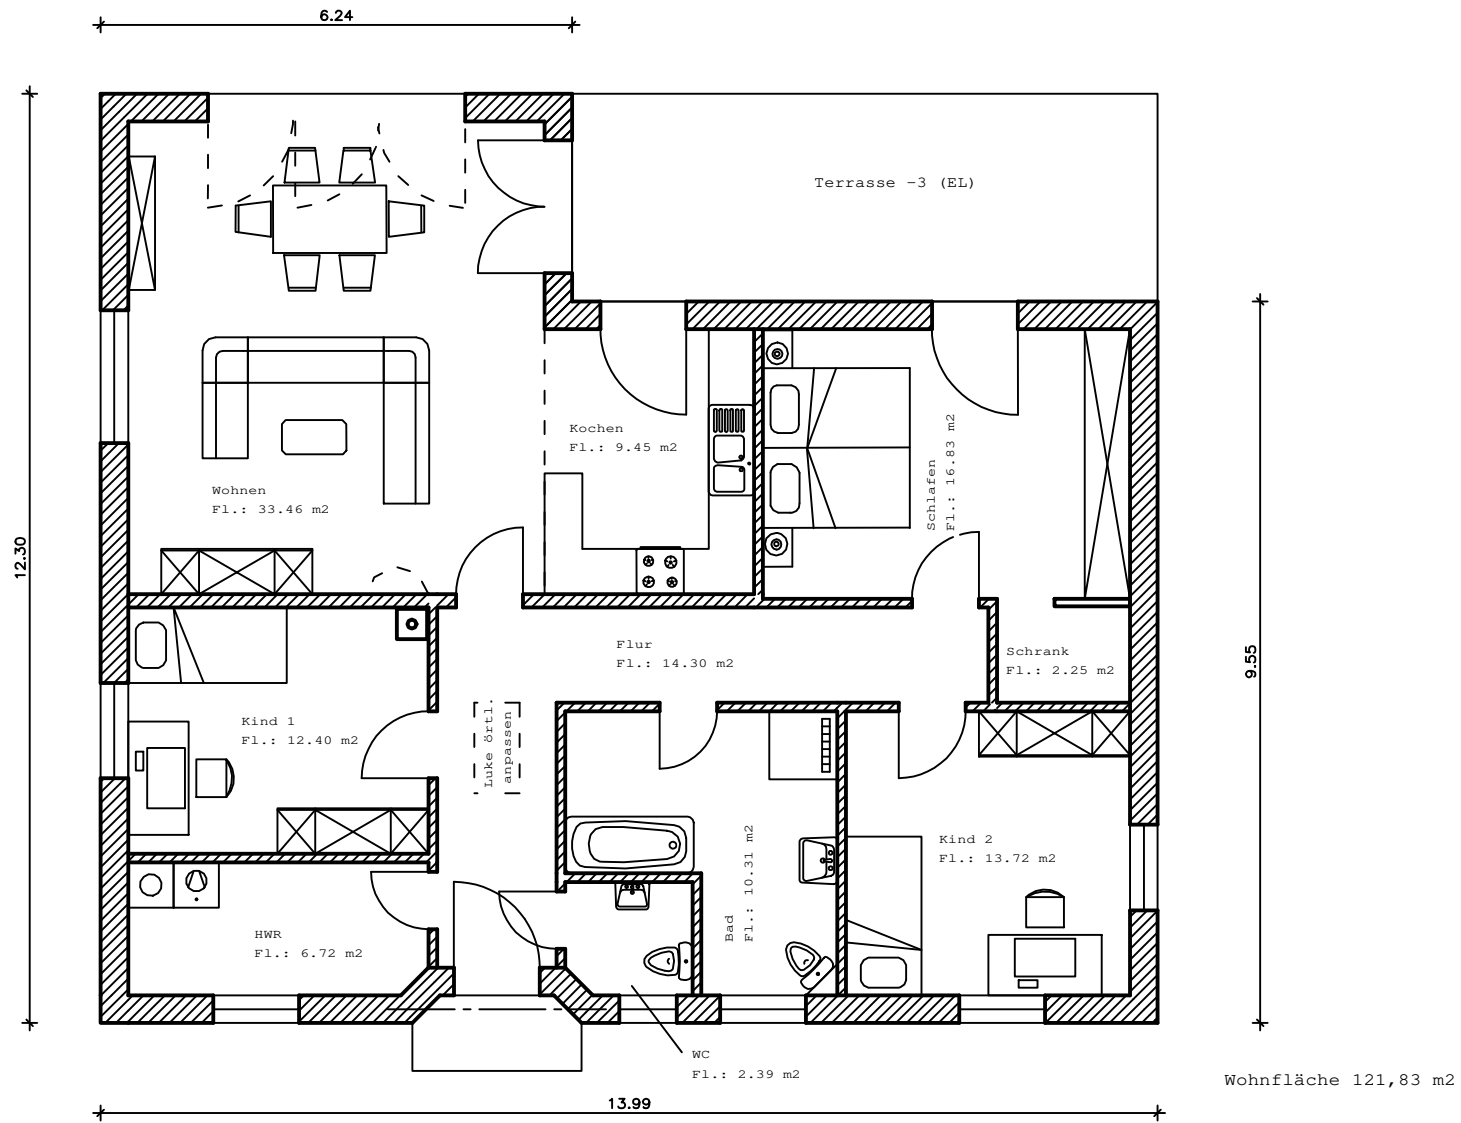 6.24
Terrasse -3 (EL)
Kochen
Fl.: 9.45 m2
Schlafen
Fl.: 16.83 m2
Wohnen
Fl.: 33.46 m2
12.30
9.55
Flur
Fl.: 14.30 m2
Schrank
Fl.: 2.25 m2
Kind 1
Fl.: 12.40 m2
Luke örtl.
anpassen
Kind 2
Fl.: 13.72 m2
Bad
Fl.: 10.31 m2
HWR
Fl.: 6.72 m2
WC
Fl.: 2.39 m2
Wohnfläche 121,83 m2
13.99